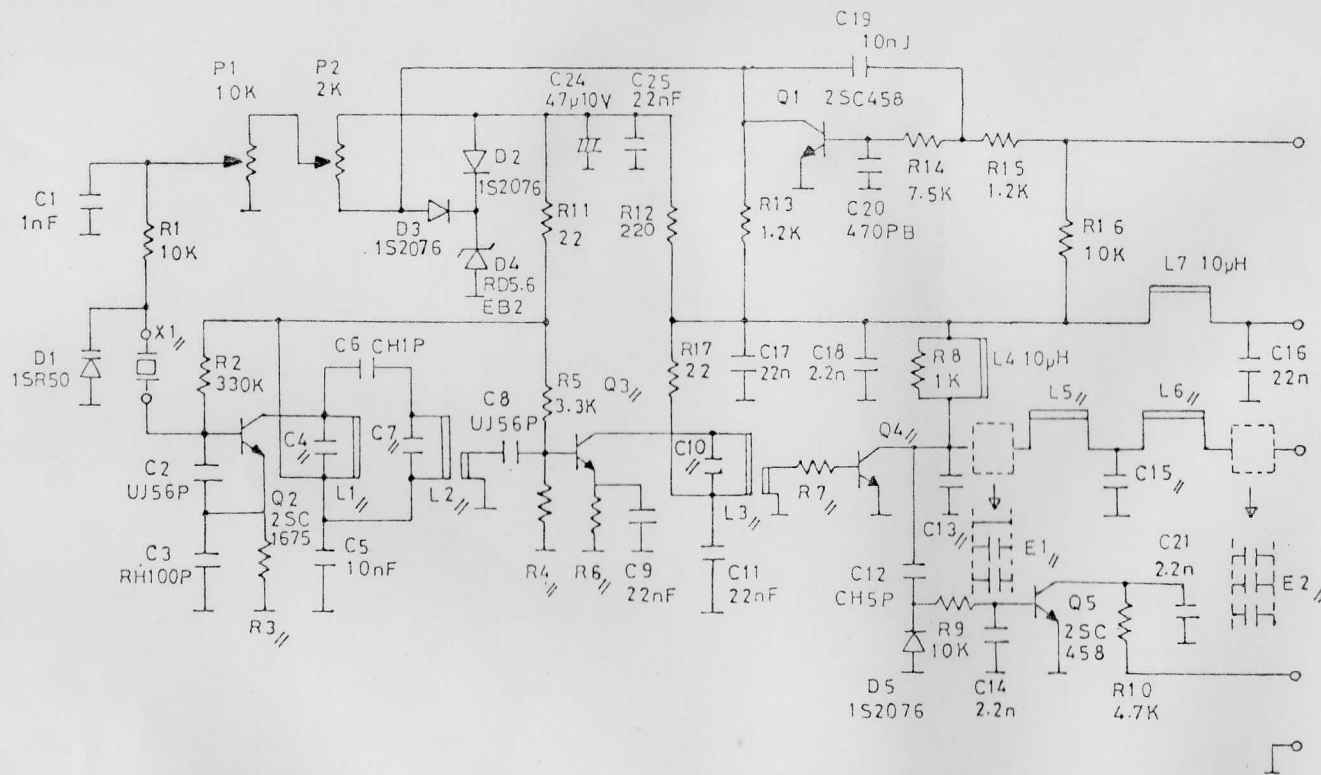 C19
10nJ
P1
10K
P2
2K
C24
47µ10V
C25
22nF
Q1
2SC458
D2
1S2076
C1
1nF
R1
10K
R11
22
R12
220
R13
1.2K
C20
470PB
R14
7.5K
R15
1.2K
D3
1S2076
R16
10K
D4
RD5.6
EB2
L7 10µH
X1//
D1
1SR50
R2
330K
C6
CH1P
R5
3.3K
Q3//
R17
22
C17
22n
C18
2.2n
R8
1K
L4 10µH
C16
22n
C8
UJ56P
L5//
L6//
C4//
C7//
C10//
Q4//
C2
UJ56P
Q2
2SC
1675
L1//
L2//
L3//
R7//
C15//
C13//
E1//
C3
RH100P
C5
10nF
R4//
R6//
C9
22nF
C11
22nF
C12
CH5P
C21
2.2n
E2//
R3//
R9
10K
Q5
2SC
458
D5
1S2076
C14
2.2n
R10
4.7K